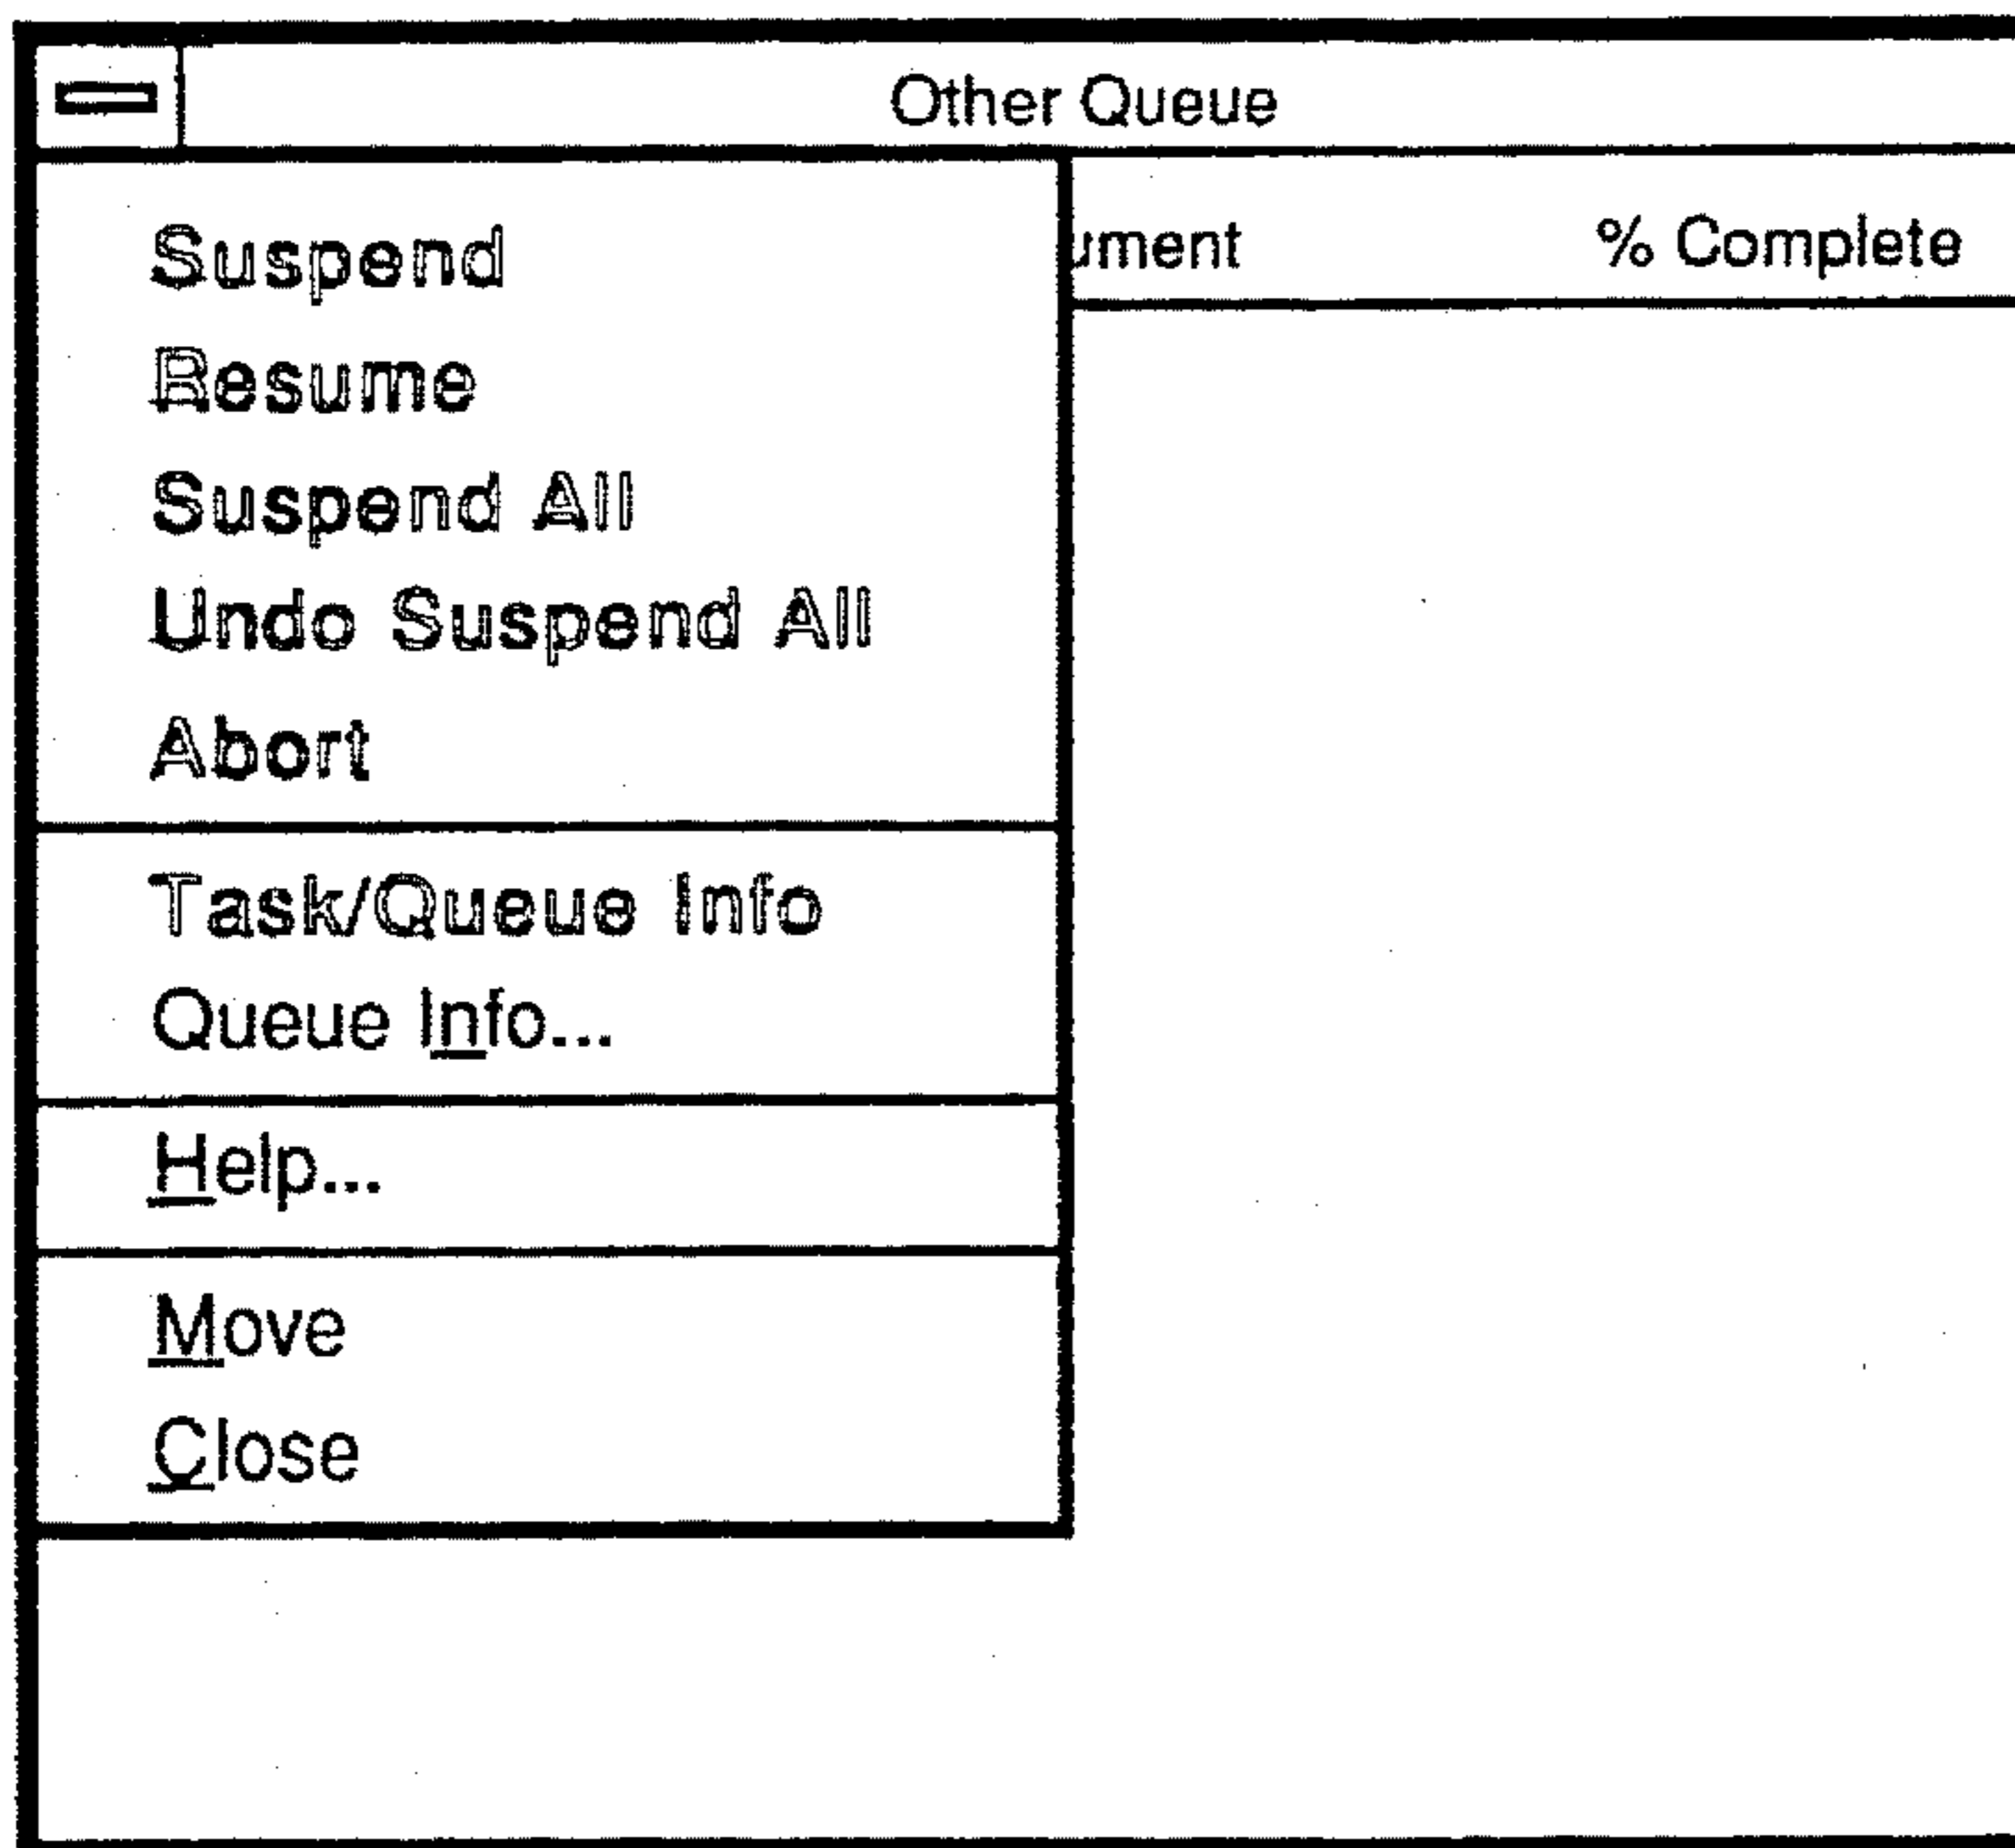 Other Queue
ument % Complete
Suspend
Resume
Suspend All
Undo Suspend All
Abort
Task/Queue Info
Queue Info...
Help...
Move
Close